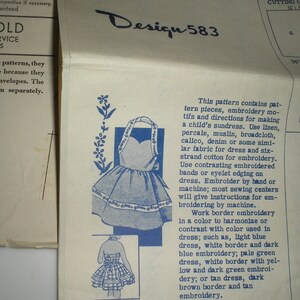 if necessary.
OLD
ERVICE
S
patterns, they
because they
nvelopes. The
separately.
CUTTING
Design 583
This pattern contains pat-
tern pieces, embroidery mo-
tifs and directions for making
a child's sundress. Use linen,
percale, muslin, broadcloth,
calico, denim or some simi-
lar fabric for dress and six-
strand cotton for embroidery.
Use contrasting embroidered
bands or eyelet edging on
dress. Embroider by hand or
machine; most sewing centers
will give instructions for em-
broidering by machine.
Work border embroidery
in a color to harmonize or
contrast with color used in
dress; such as, light blue
dress, white border and dark
blue embroidery; pale green
dress, white border with yel-
low and dark green embroi-
dery; or tan dress, dark
brown border and tan
embroidery.